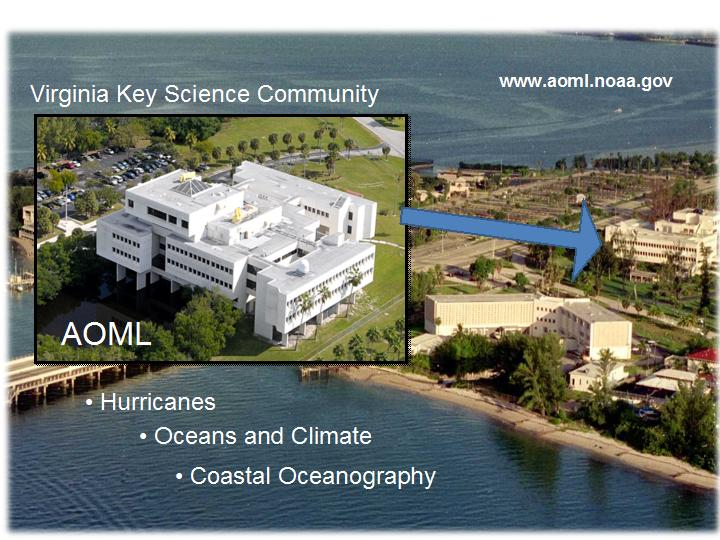 www.aoml.noaa.gov
Virginia Key Science Community
AOML
• Hurricanes
• Oceans and Climate
• Coastal Oceanography